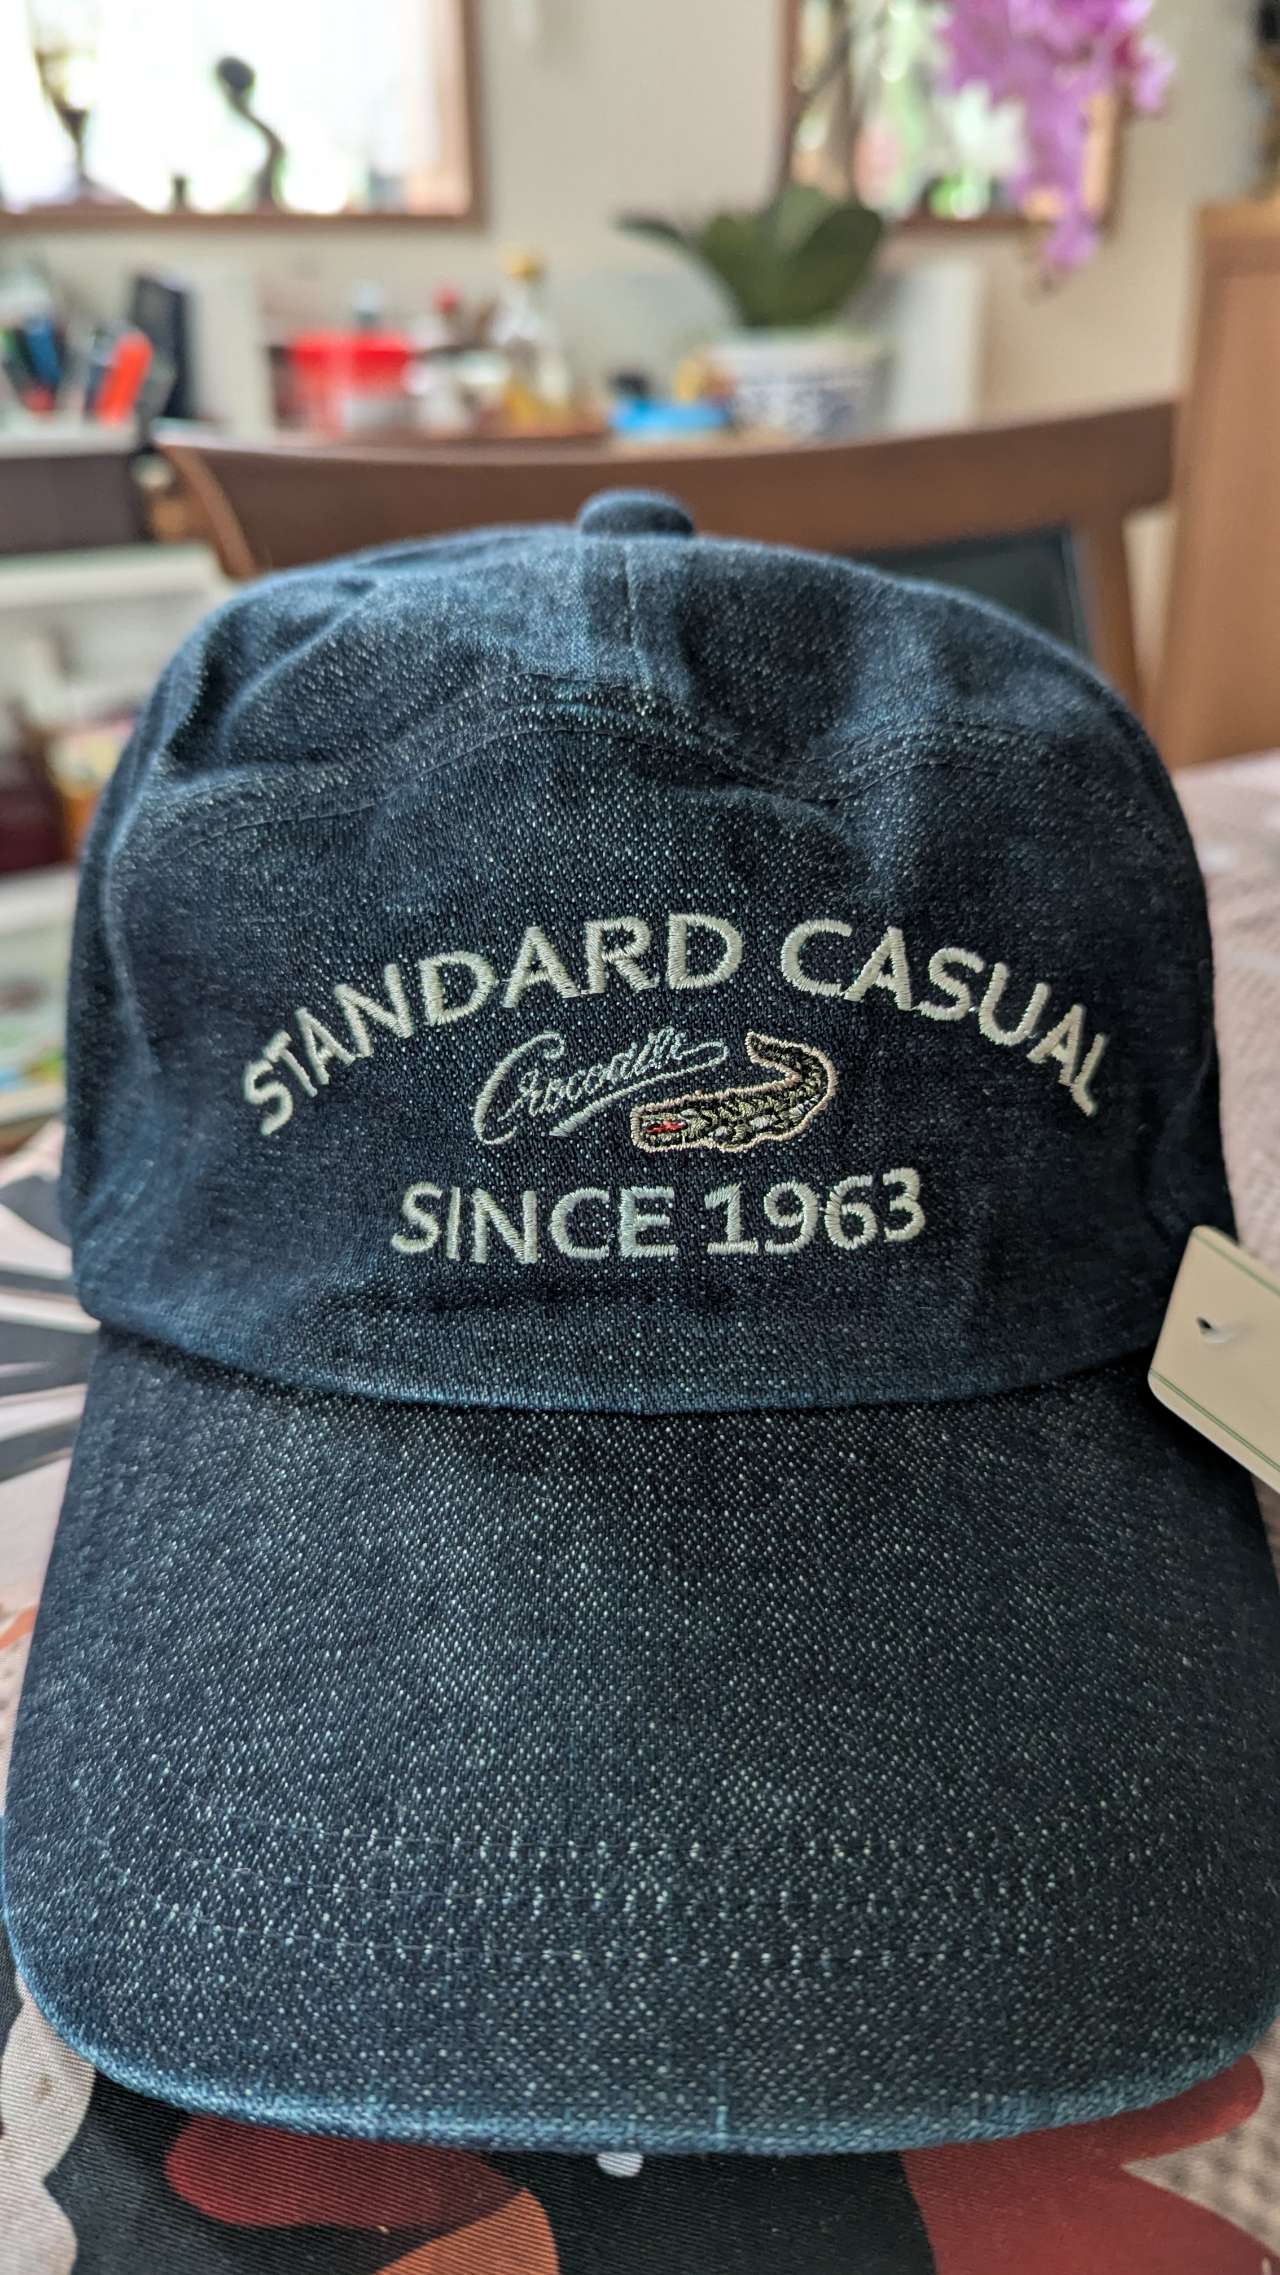 STANDARD CASUAL
Crocodile
SINCE 1963